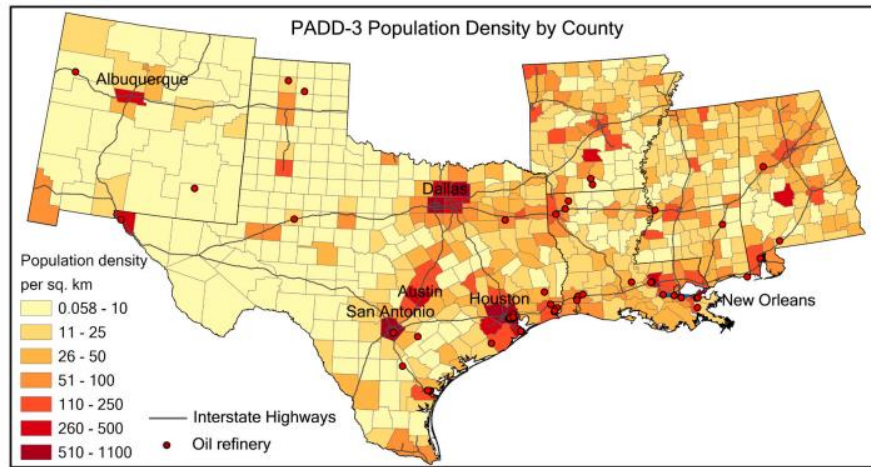 PADD-3 Population Density by County
Albuquerque
Dallas
Austin
San Antonio
Houston
New Orleans
Population density
per sq. km
0.058 - 10
11 - 25
26 - 50
51 - 100
110 - 250
260 - 500
510 - 1100
Interstate Highways
Oil refinery